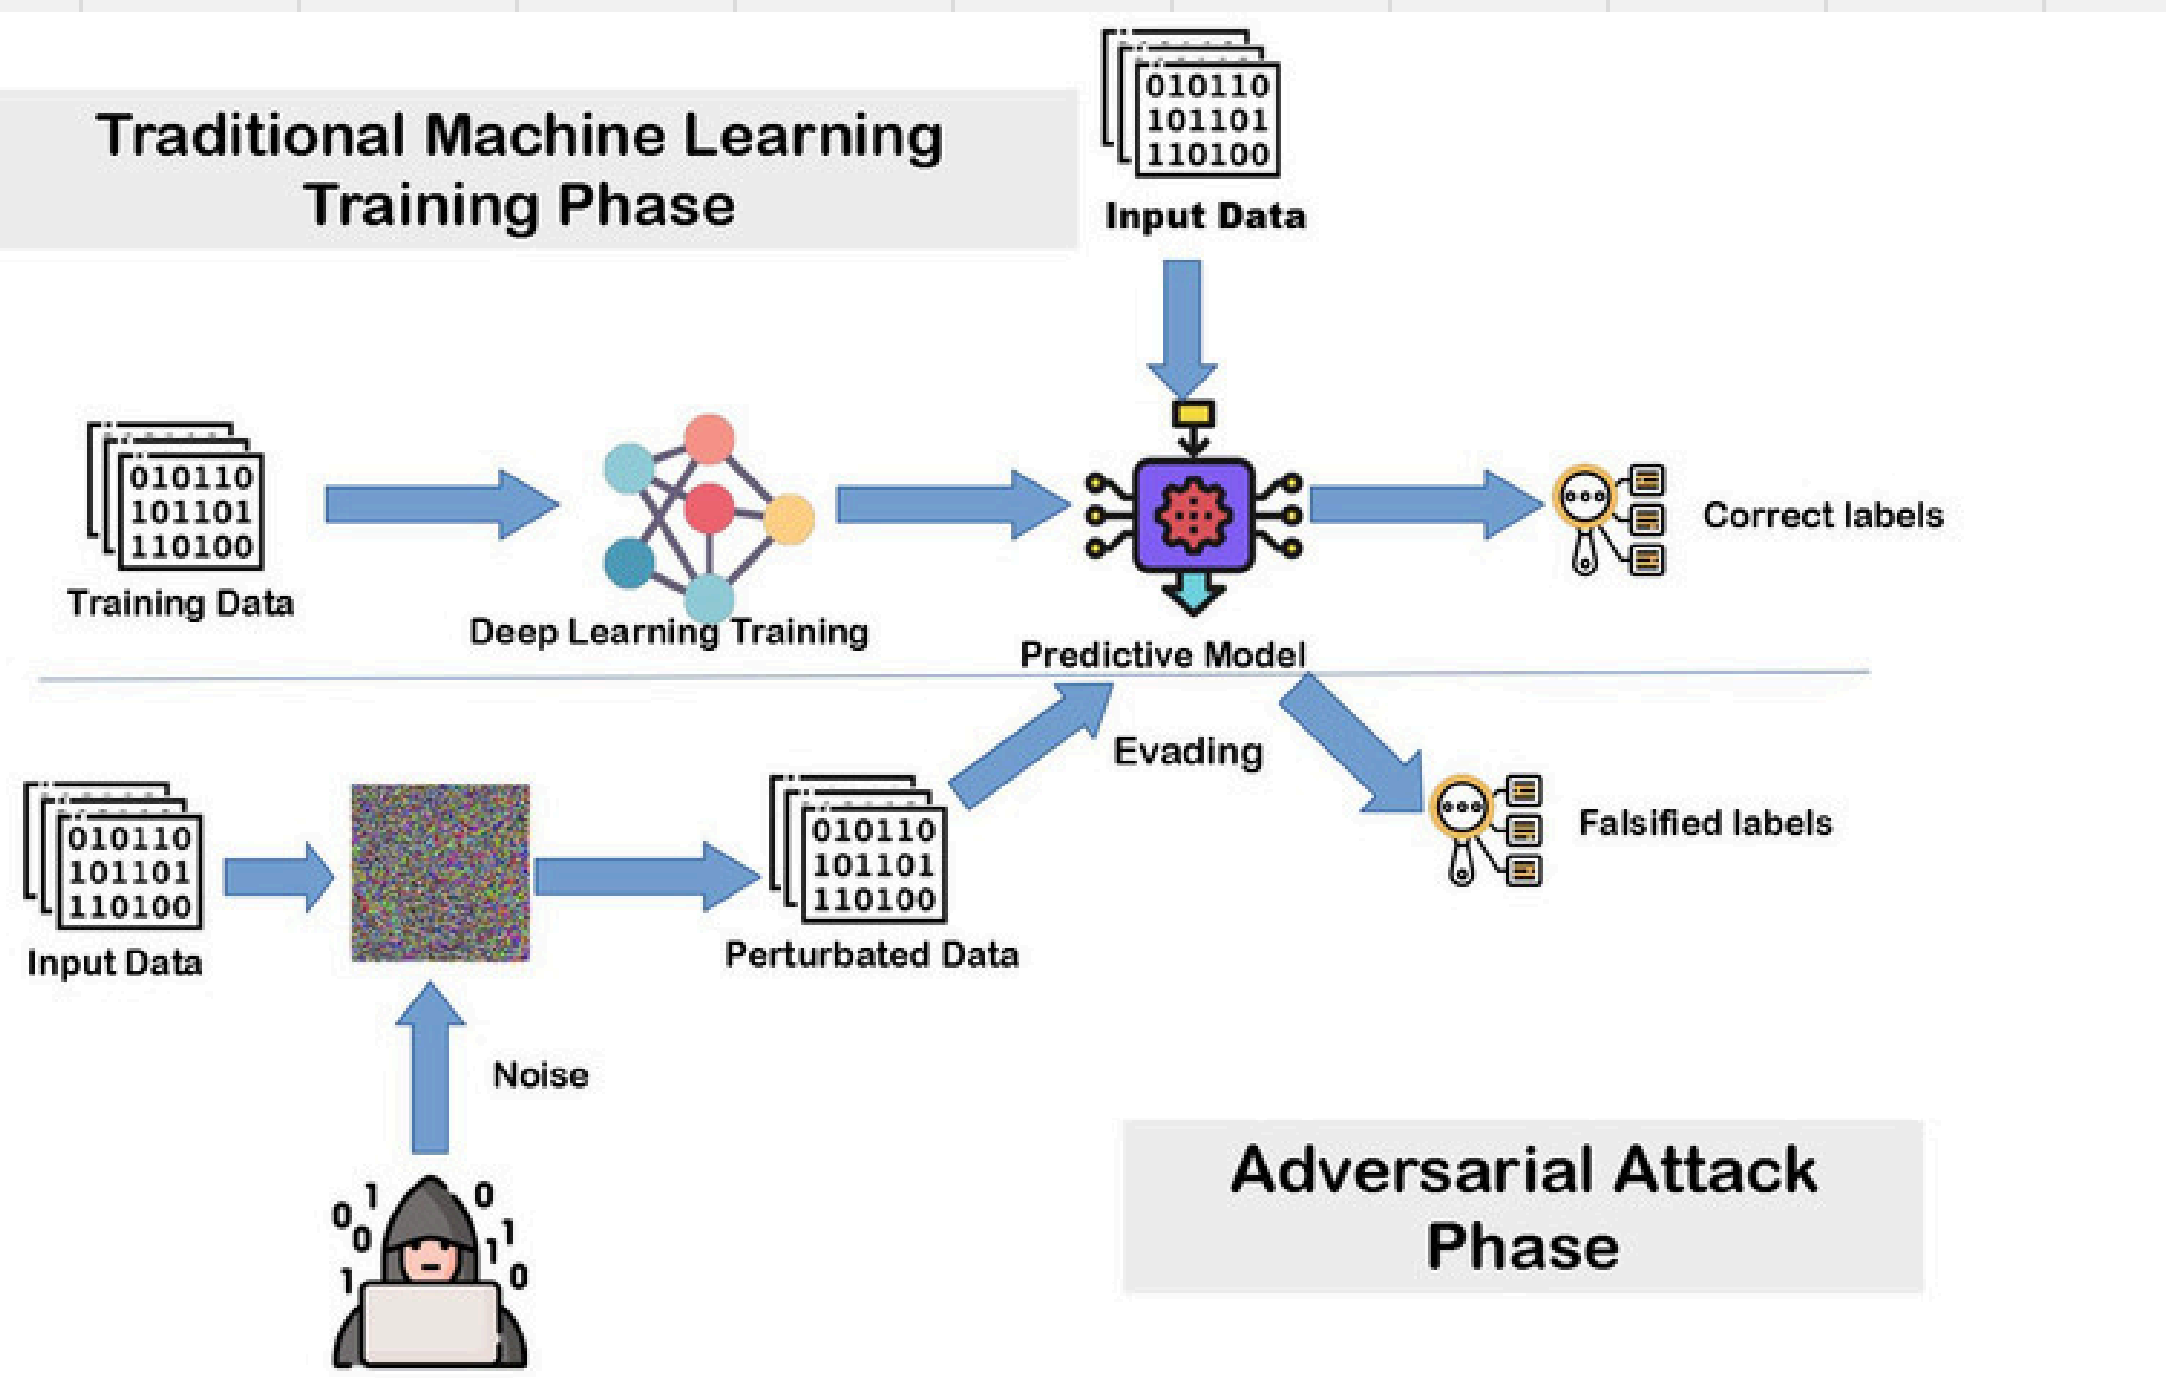 Traditional Machine Learning
Training Phase
010110
101101
110100
Input Data
010110
101101
110100
Training Data
Deep Learning Training
Predictive Model
Correct labels
Evading
010110
101101
110100
Input Data
010110
101101
110100
Perturbated Data
Falsified labels
Noise
1
0
0
0
1
1
1
0
Adversarial Attack
Phase